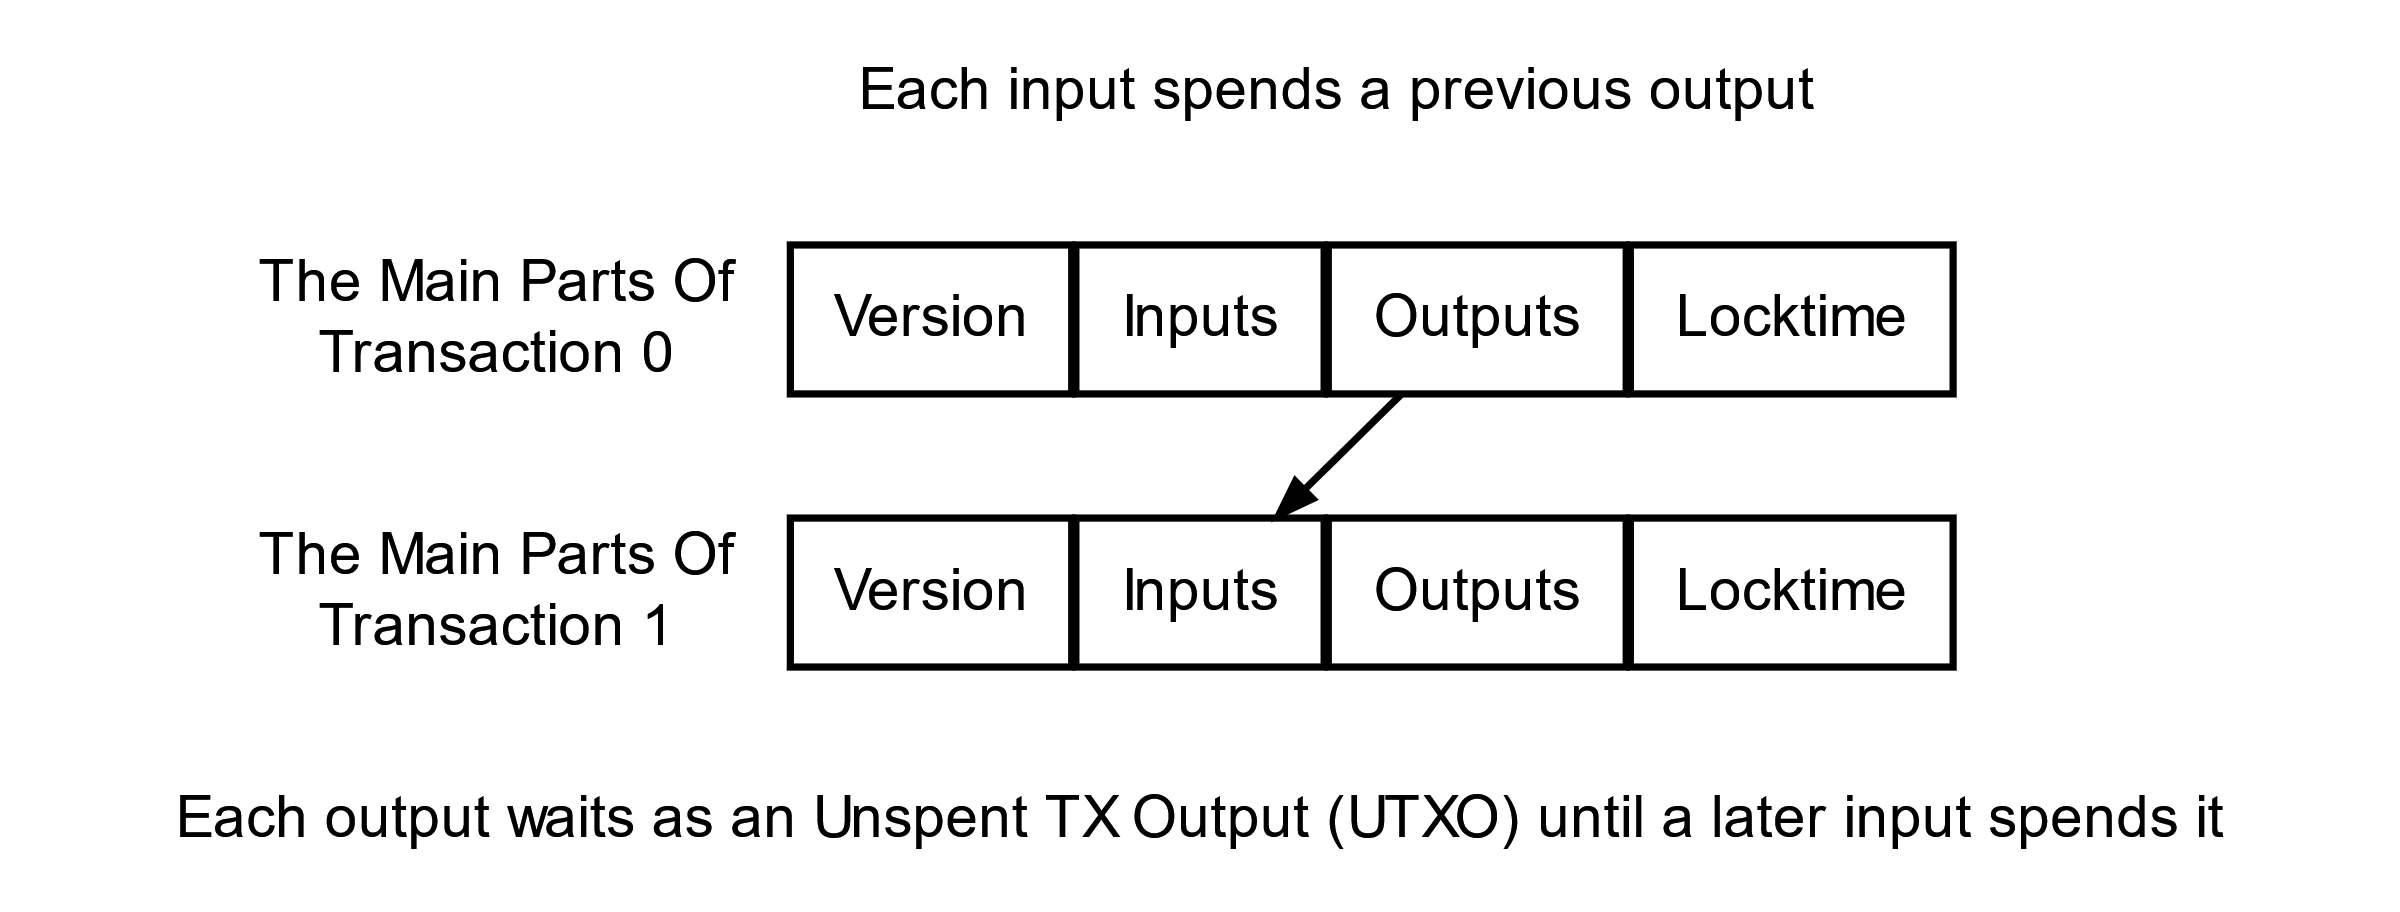 Each input spends a previous output
The Main Parts Of
Transaction 0
Version Inputs Outputs Locktime
The Main Parts Of
Transaction 1
Version Inputs Outputs Locktime
Each output waits as an Unspent TX Output (UTXO) until a later input spends it